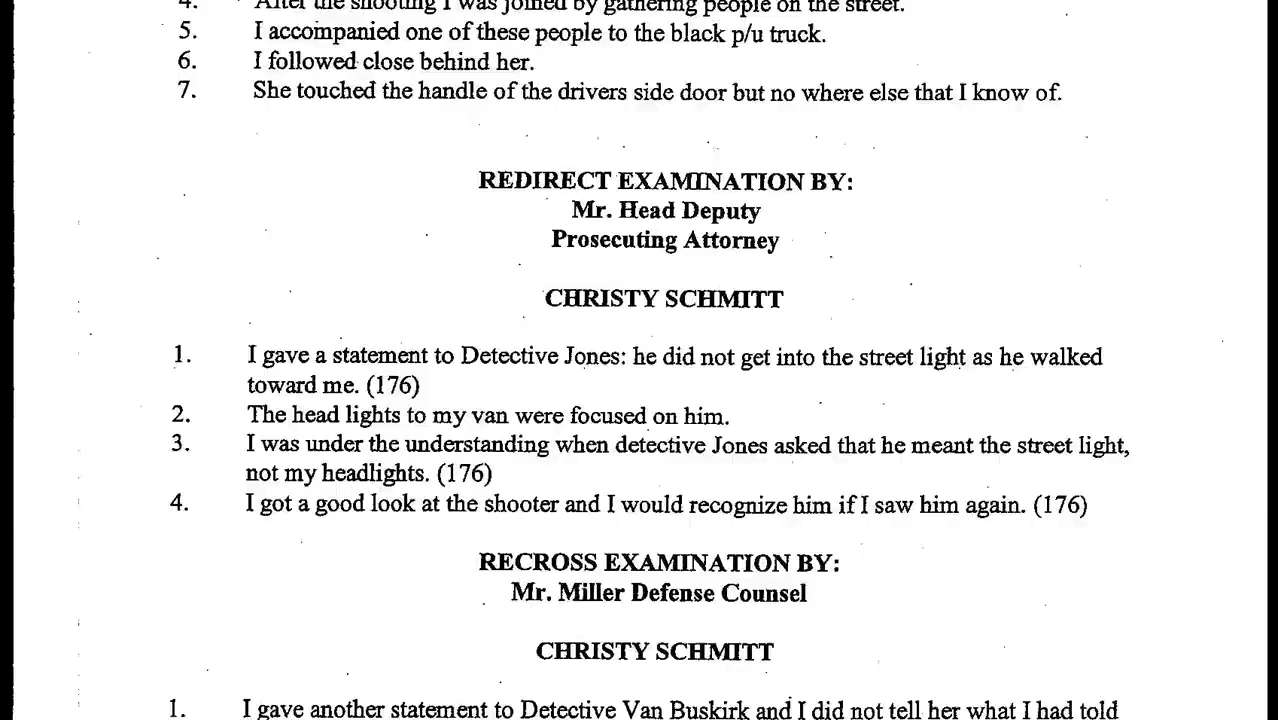 4. After the shooting I was joined by gathering people on the street.
5. I accompanied one of these people to the black p/u truck.
6. I followed close behind her.
7. She touched the handle of the drivers side door but no where else that I know of.
REDIRECT EXAMINATION BY:
Mr. Head Deputy
Prosecuting Attorney
CHRISTY SCHMITT
1. I gave a statement to Detective Jones: he did not get into the street light as he walked
toward me. (176)
2. The head lights to my van were focused on him.
3. I was under the understanding when detective Jones asked that he meant the street light,
not my headlights. (176)
4. I got a good look at the shooter and I would recognize him if I saw him again. (176)
RECROSS EXAMINATION BY:
Mr. Miller Defense Counsel
CHRISTY SCHMITT
1. I gave another statement to Detective Van Buskirk and I did not tell her what I had told